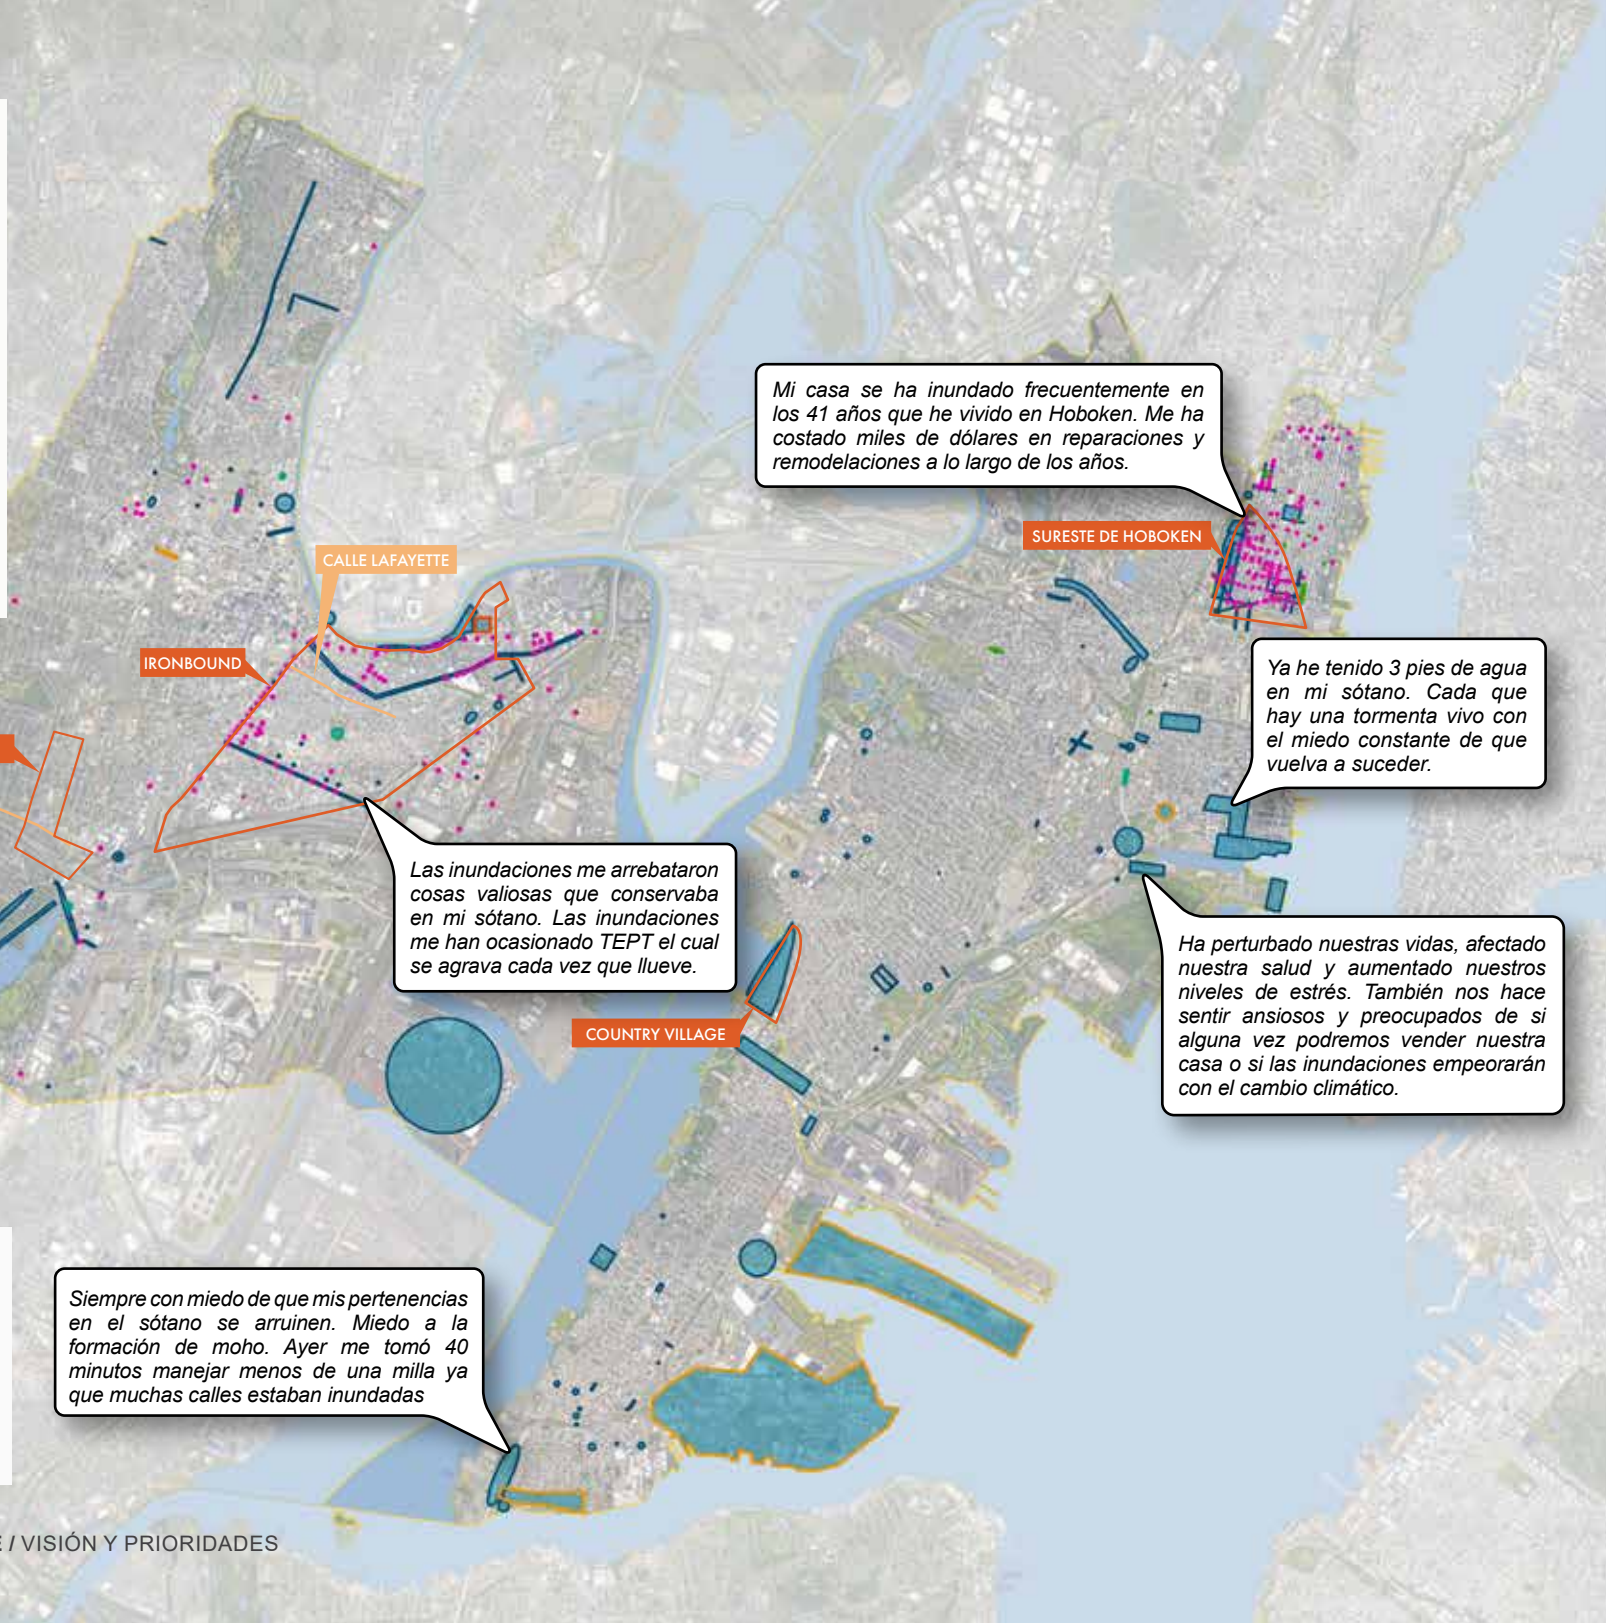 Mi casa se ha inundado frecuentemente en
los 41 años que he vivido en Hoboken. Me ha
costado miles de dólares en reparaciones y
remodelaciones a lo largo de los años.
SURESTE DE HOBOKEN
CALLE LAFAYETTE
IRONBOUND
Ya he tenido 3 pies de agua
en mi sótano. Cada que
hay una tormenta vivo con
el miedo constante de que
vuelva a suceder.
Las inundaciones me arrebataron
cosas valiosas que conservaba
en mi sótano. Las inundaciones
me han ocasionado TEPT el cual
se agrava cada vez que llueve.
Ha perturbado nuestras vidas, afectado
nuestra salud y aumentado nuestros
niveles de estrés. También nos hace
sentir ansiosos y preocupados de si
alguna vez podremos vender nuestra
casa o si las inundaciones empeorarán
con el cambio climático.
COUNTRY VILLAGE
Siempre con miedo de que mis pertenencias
en el sótano se arruinen. Miedo a la
formación de moho. Ayer me tomó 40
minutos manejar menos de una milla ya
que muchas calles estaban inundadas
/ VISIÓN Y PRIORIDADES